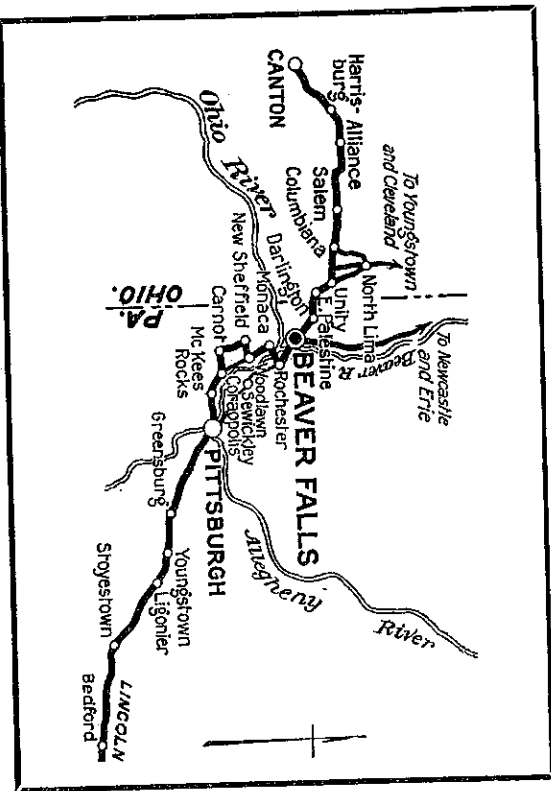 CANTON
Harris-
burg
Alliance
Salem
Columbiana
To Youngstown
and Cleveland
North Lima
Unity
E. Palestine
Darlington
Ohio River
OHIO.
PA.
To Newcastle
and Erie
Beaver R.
BEAVER FALLS
Rochester
Monaca
Woodlawn
New Sheffield
Sewickley
Carnot
Coraopolis
Mc Kees
Rocks
PITTSBURGH
Allegheny River
Greensburg
Youngstown
Ligonier
Stoyestown
LINCOLN
Bedford